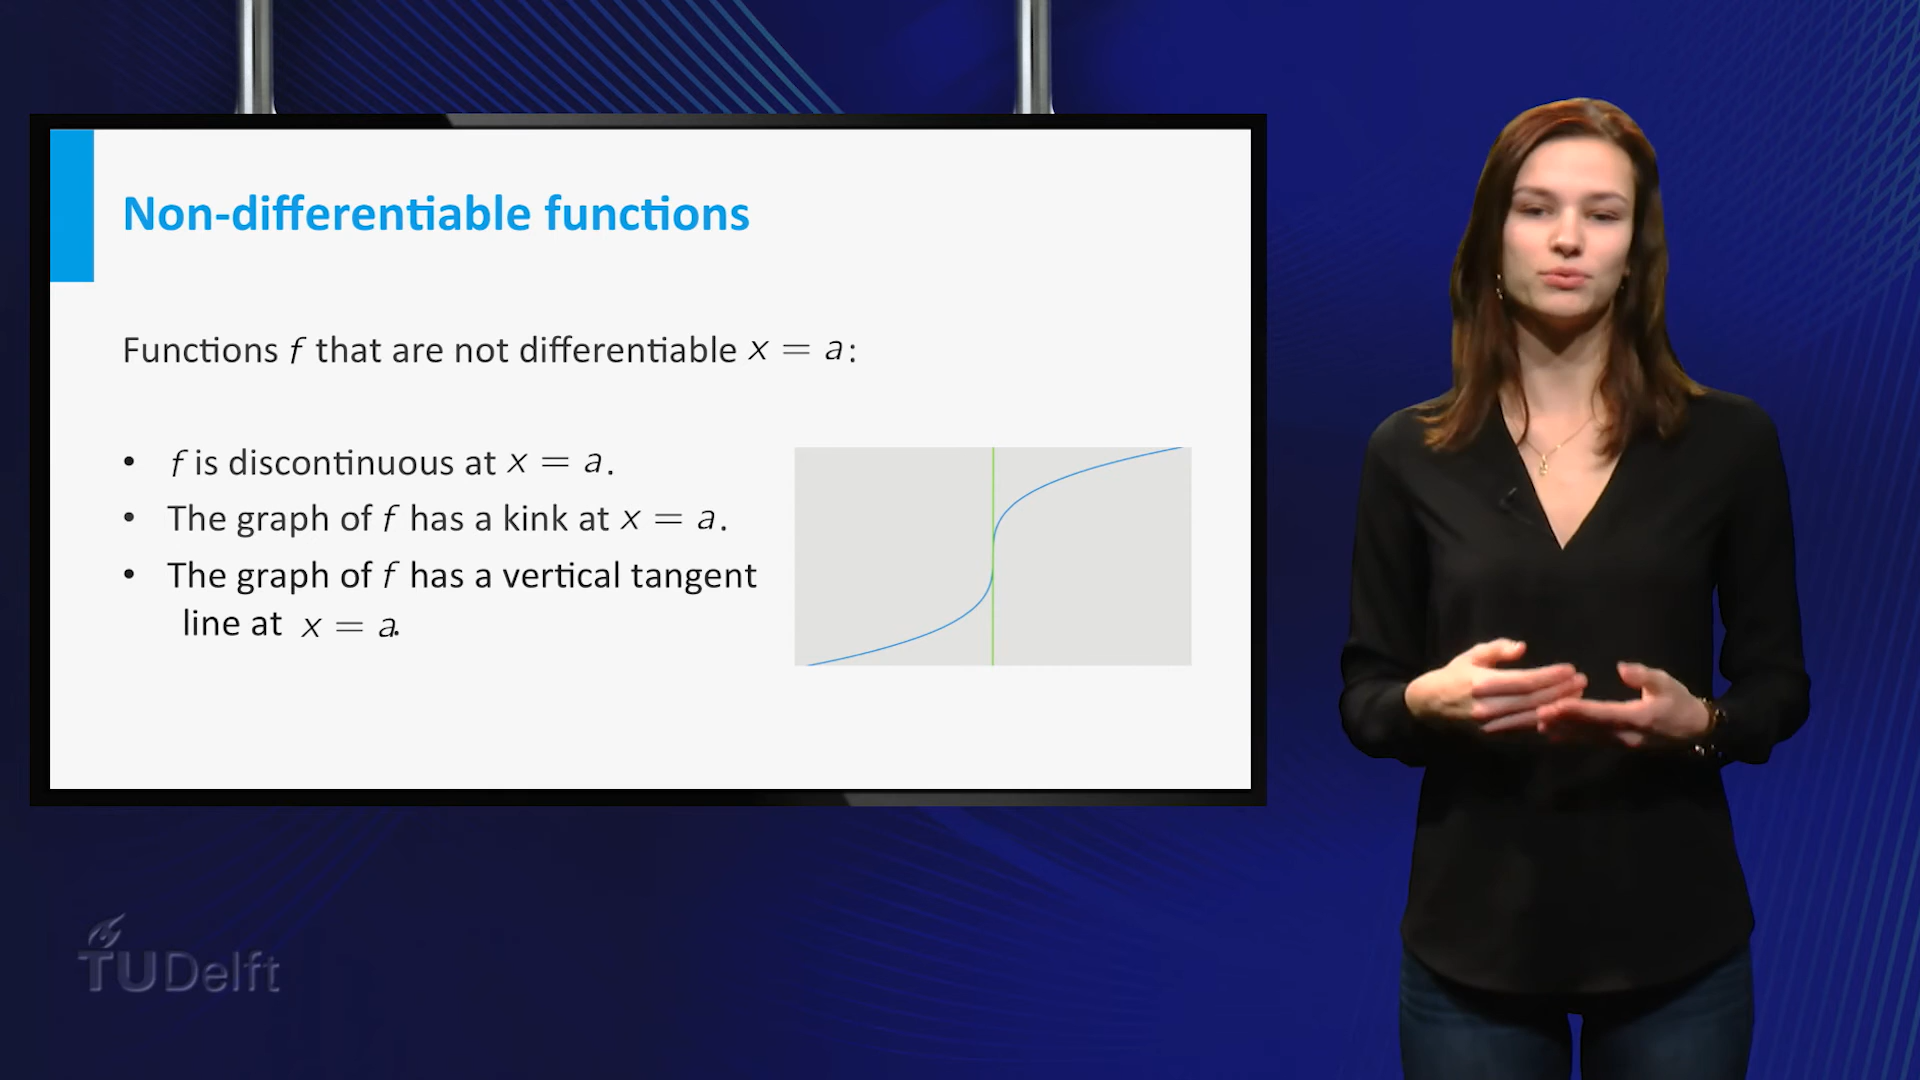 Non-differentiable functions
Functions f that are not differentiable x = a:
• f is discontinuous at x = a.
• The graph of f has a kink at x = a.
• The graph of f has a vertical tangent
line at x = a.
TUDelft